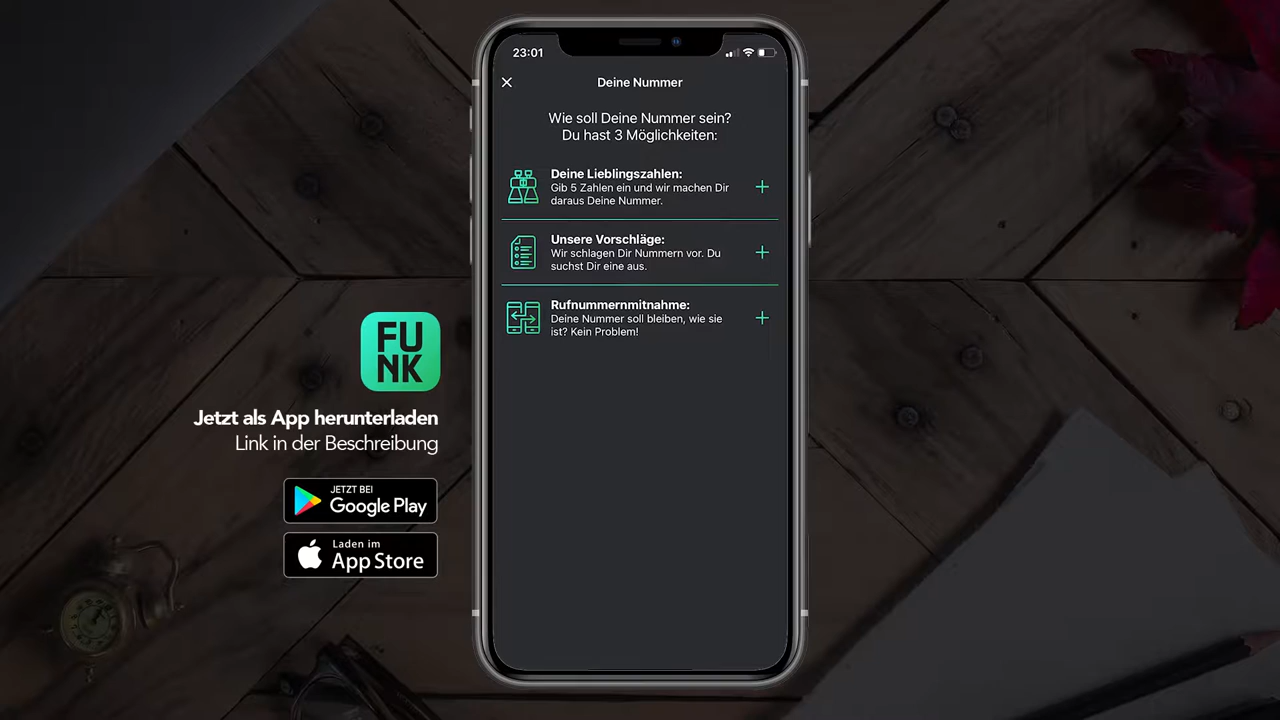 23:01
Deine Nummer
Wie soll Deine Nummer sein?
Du hast 3 Möglichkeiten:
Deine Lieblingszahlen:
Gib 5 Zahlen ein und wir machen Dir
daraus Deine Nummer.
Unsere Vorschläge:
Wir schlagen Dir Nummern vor. Du
suchst Dir eine aus.
Rufnummernmitnahme:
Deine Nummer soll bleiben, wie sie
ist? Kein Problem!
FU
NK
Jetzt als App herunterladen
Link in der Beschreibung
JETZT BEI
Google Play
Laden im
App Store